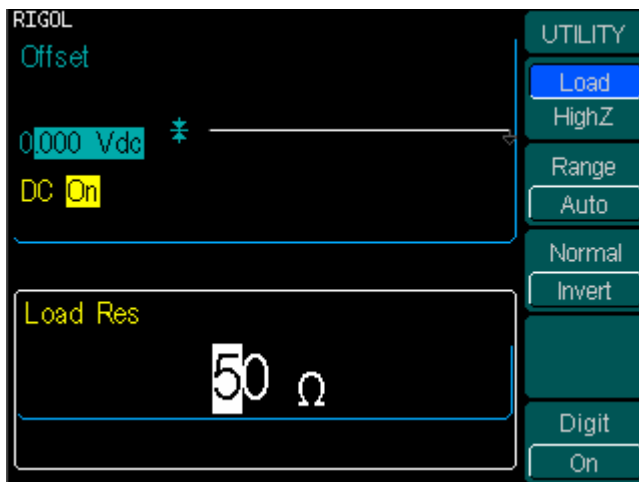 RIGOL
Offset
0.000 Vdc
DC On
Load Res
50 Ω
UTILITY
Load
HighZ
Range
Auto
Normal
Invert
Digit
On